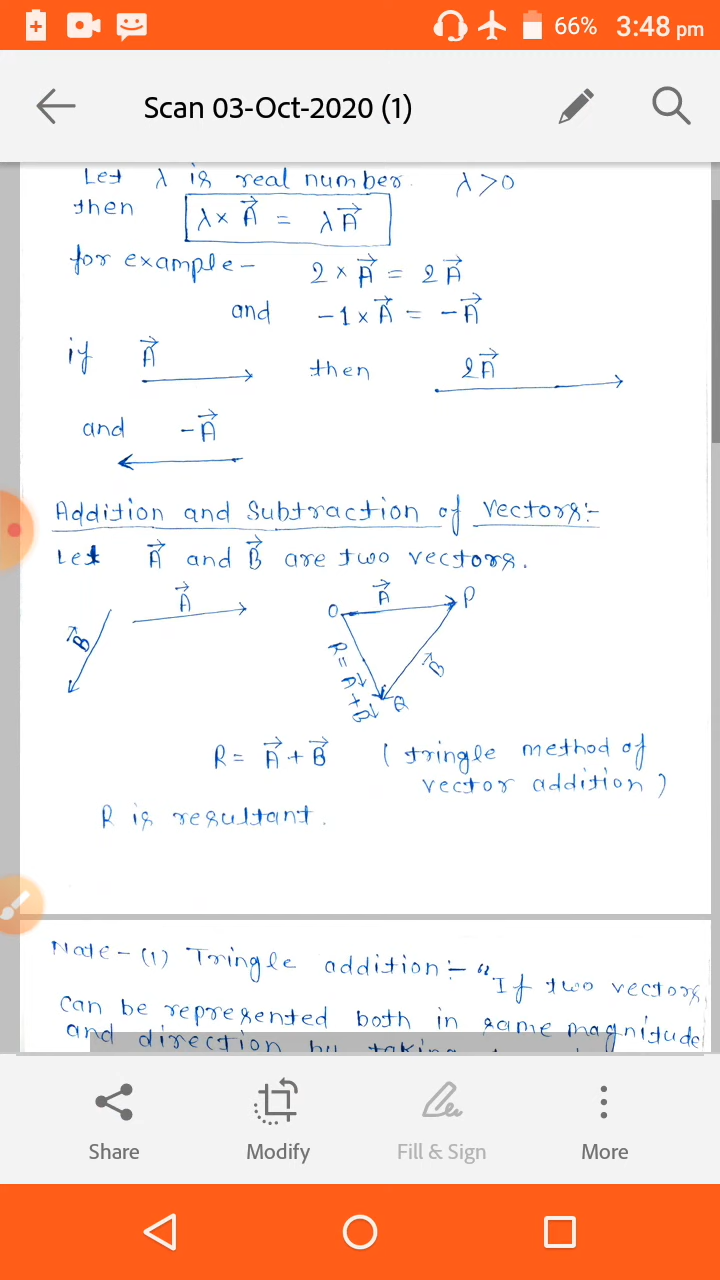 66% 3:48 pm
Scan 03-Oct-2020 (1)
Let λ is real number. λ>0
then λ× A⃗ = λA⃗
for example- 2 × A⃗ = 2A⃗
and -1 × A⃗ = -A⃗
if A⃗ then 2A⃗
and -A⃗
Addition and Subtraction of Vectors:-
Let A⃗ and B⃗ are two vectors.
A⃗ B⃗
O A⃗ P
B⃗
R = A⃗ + B⃗
Q
R = A⃗ + B⃗ ( tringle method of
vector addition )
R is resultant.
Note - (1) Tringle addition:- "If two vectors
can be represented both in same magnitude
and direction by taking
Share Modify Fill & Sign More